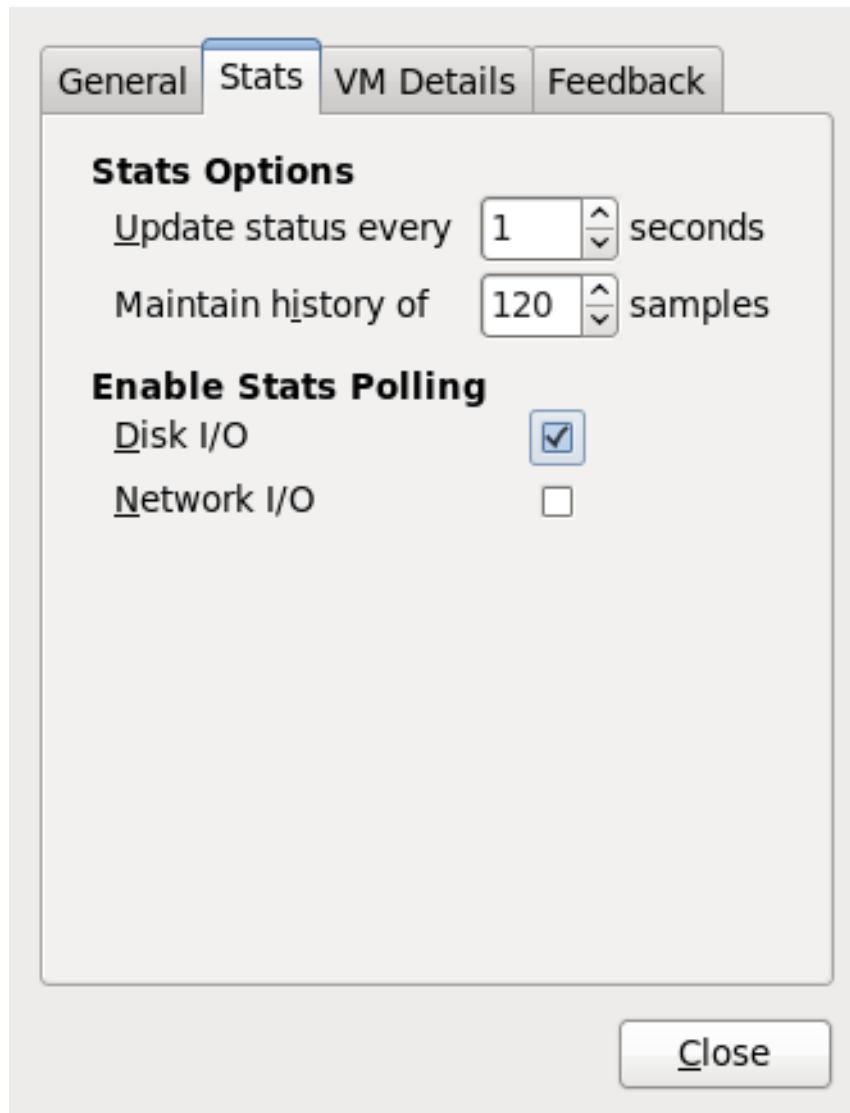 General Stats VM Details Feedback
Stats Options
Update status every 1 seconds
Maintain history of 120 samples
Enable Stats Polling
Disk I/O
Network I/O
Close